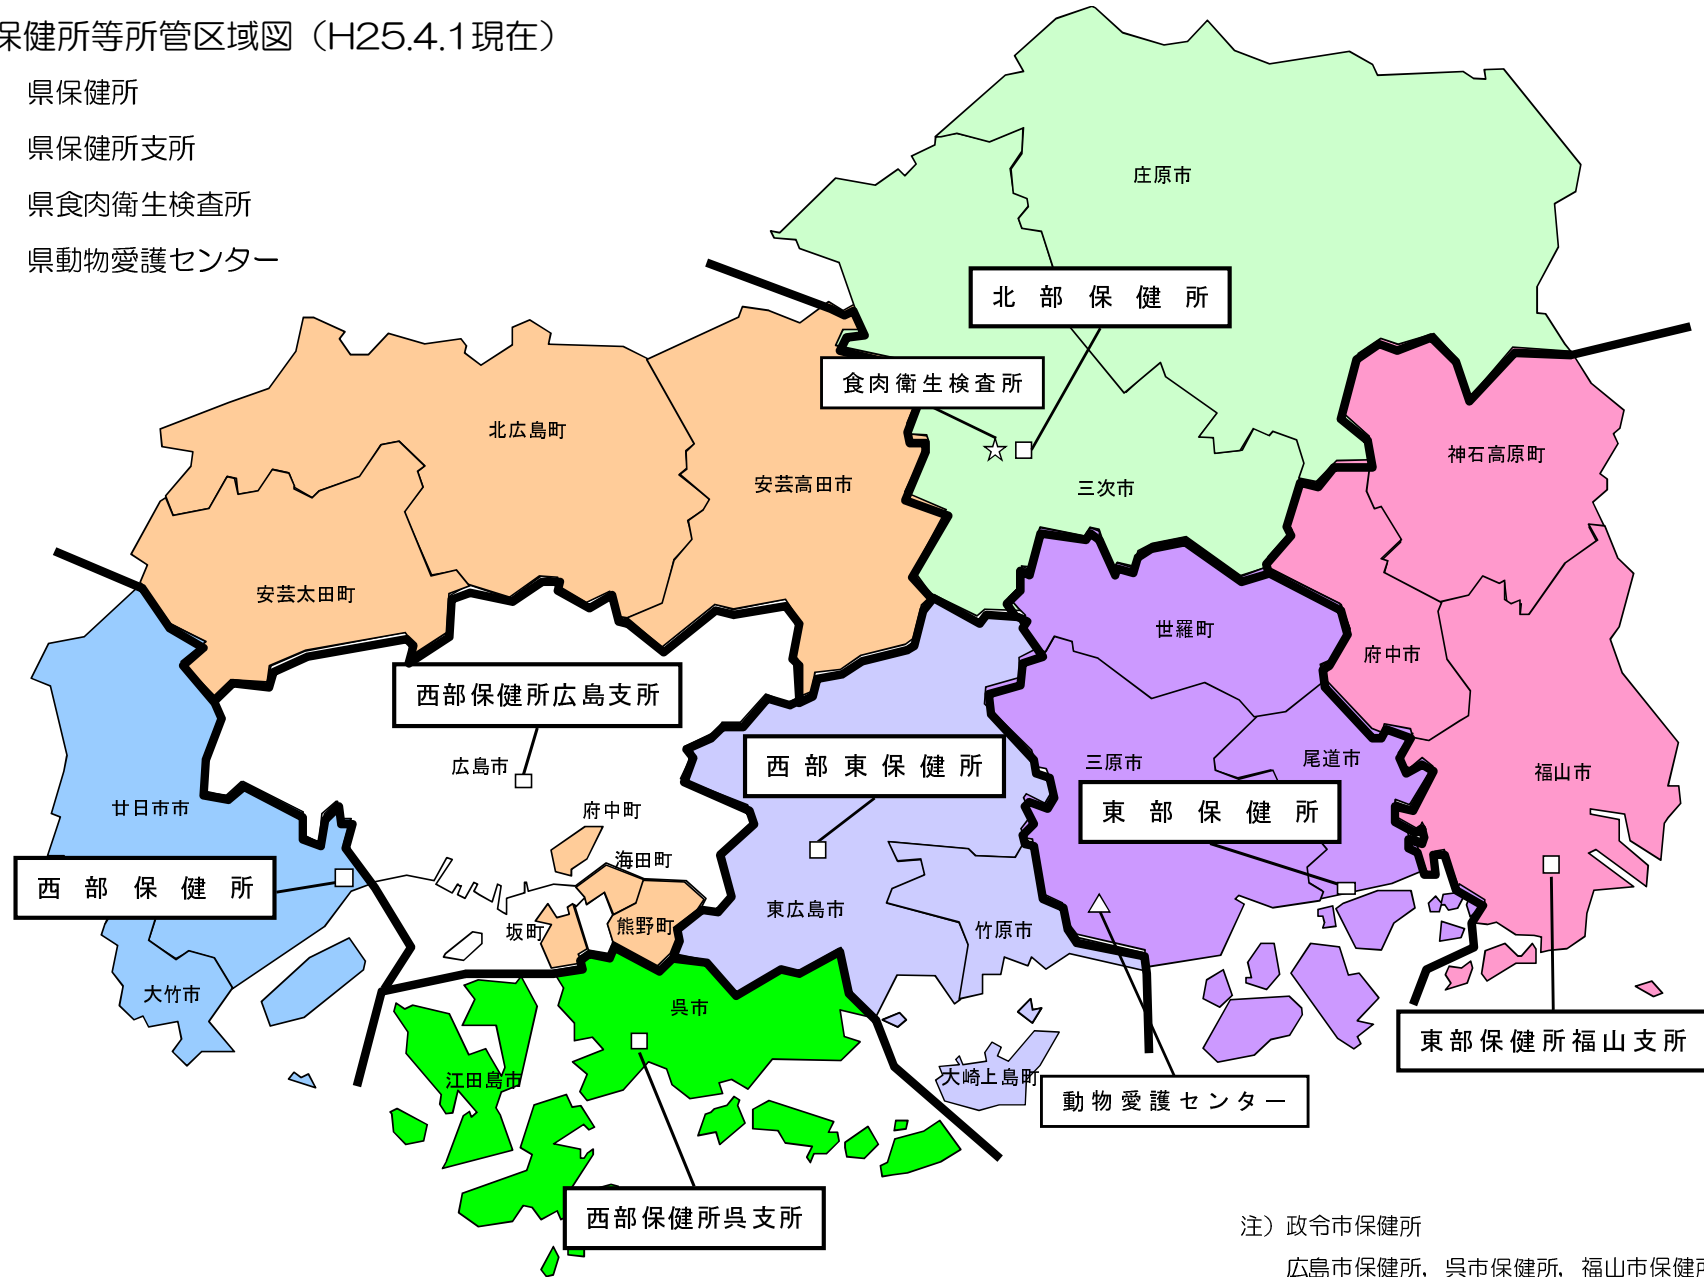 保健所等所管区域図（H25.4.1現在）
県保健所
県保健所支所
県食肉衛生検査所
県動物愛護センター
庄原市
北部保健所
食肉衛生検査所
北広島町
神石高原町
安芸高田市
三次市
安芸太田町
世羅町
府中市
西部保健所広島支所
広島市
西部東保健所
三原市
尾道市
福山市
廿日市市
府中町
東部保健所
海田町
西部保健所
東広島市
坂町
熊野町
竹原市
大竹市
呉市
東部保健所福山支所
江田島市
大崎上島町
動物愛護センター
西部保健所呉支所
注）政令市保健所
広島市保健所，呉市保健所，福山市保健所